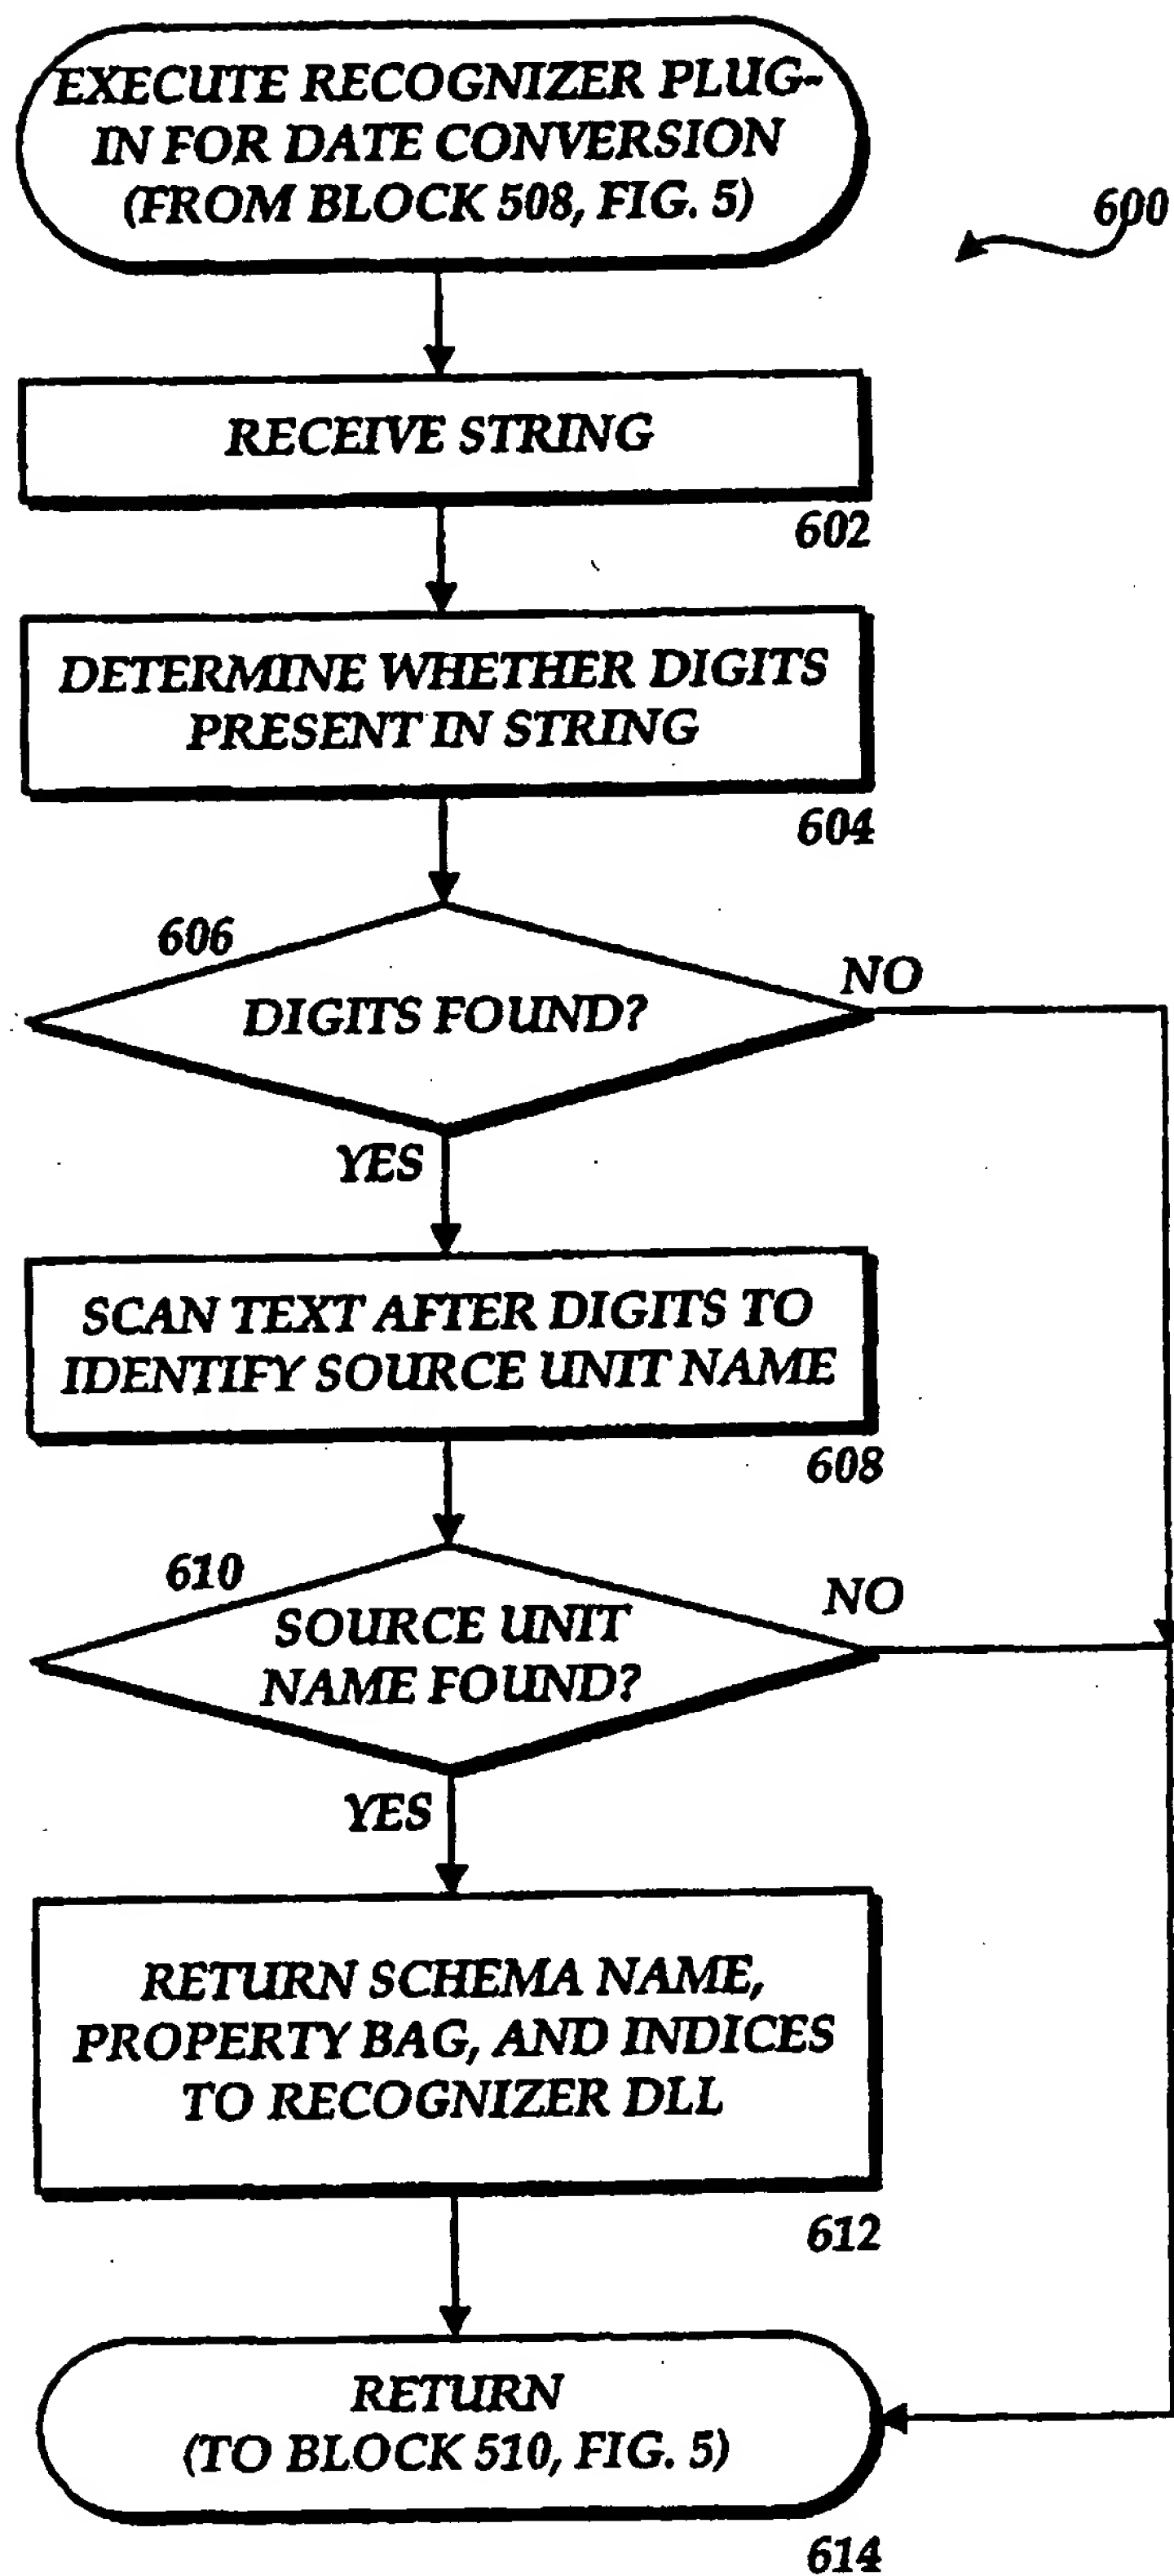 EXECUTE RECOGNIZER PLUG-
IN FOR DATE CONVERSION
(FROM BLOCK 508, FIG. 5)
600
RECEIVE STRING
602
DETERMINE WHETHER DIGITS
PRESENT IN STRING
604
606
NO
DIGITS FOUND?
YES
SCAN TEXT AFTER DIGITS TO
IDENTIFY SOURCE UNIT NAME
608
610
NO
SOURCE UNIT
NAME FOUND?
YES
RETURN SCHEMA NAME,
PROPERTY BAG, AND INDICES
TO RECOGNIZER DLL
612
RETURN
(TO BLOCK 510, FIG. 5)
614